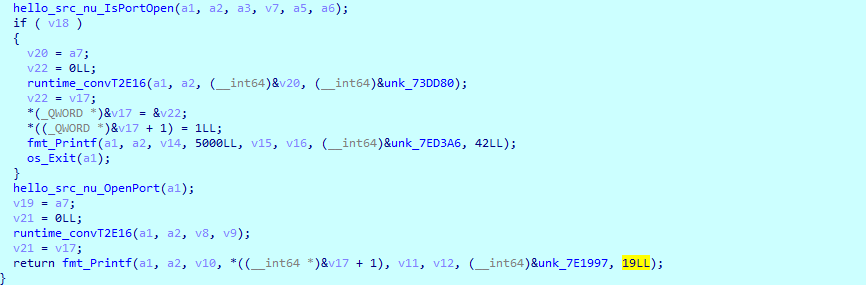 hello_src_nu_IsPortOpen(a1, a2, a3, v7, a5, a6);
if ( v18 )
{
v20 = a7;
v22 = 0LL;
runtime_convT2E16(a1, a2, (__int64)&v20, (__int64)&unk_73DD80);
v22 = v17;
*(_QWORD *)&v17 = &v22;
*((_QWORD *)&v17 + 1) = 1LL;
fmt_Printf(a1, a2, v14, 5000LL, v15, v16, (__int64)&unk_7ED3A6, 42LL);
os_Exit(a1);
}
hello_src_nu_OpenPort(a1);
v19 = a7;
v21 = 0LL;
runtime_convT2E16(a1, a2, v8, v9);
v21 = v17;
return fmt_Printf(a1, a2, v10, *((__int64 *)&v17 + 1), v11, v12, (__int64)&unk_7E1997, 19LL);
}